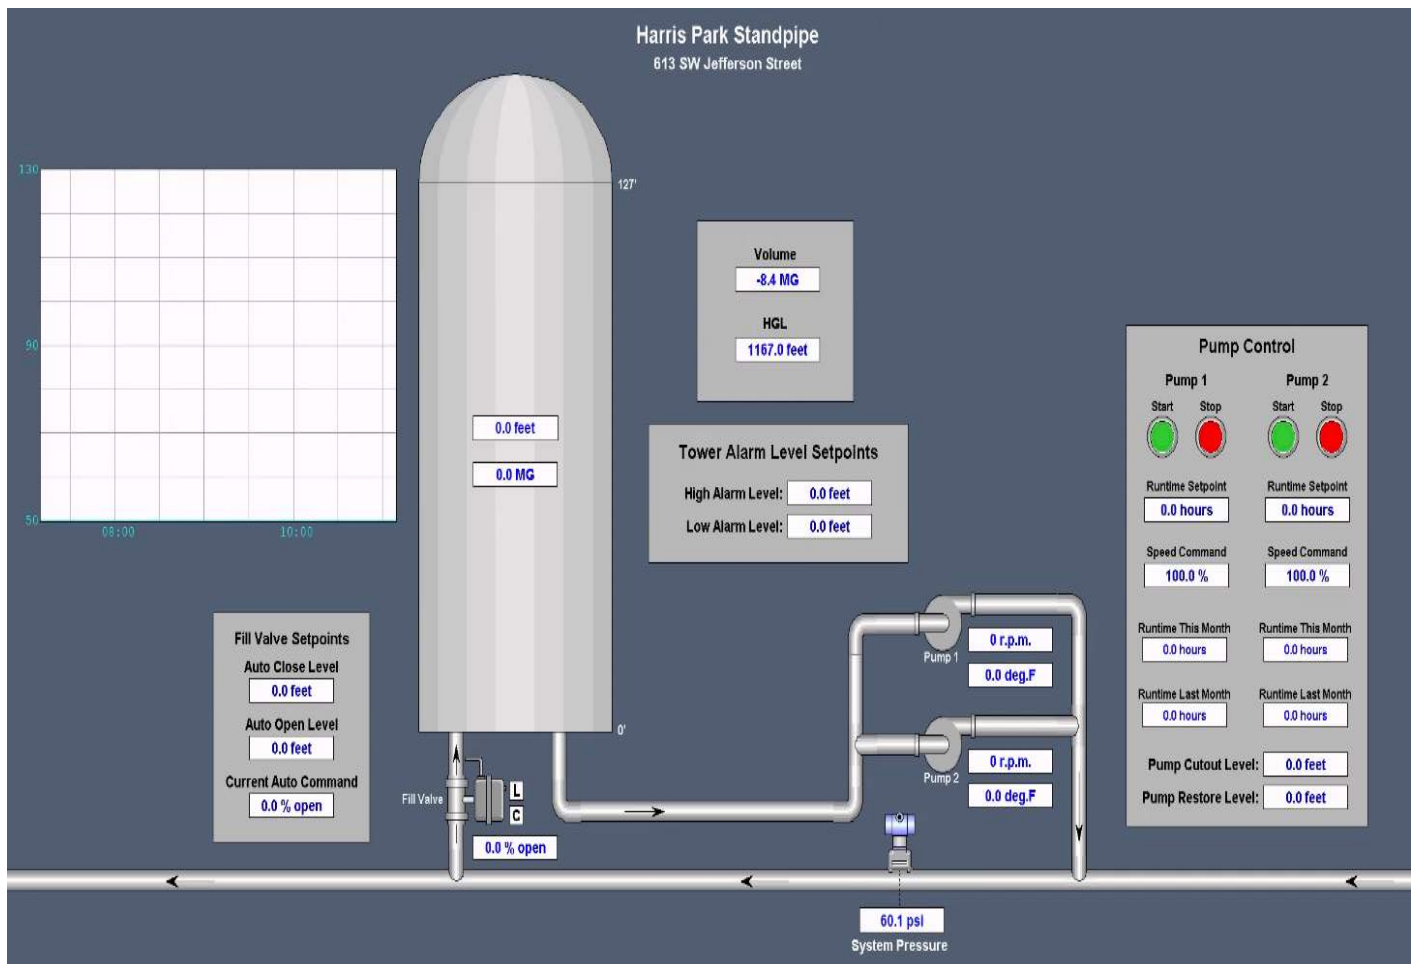 Harris Park Standpipe
613 SW Jefferson Street
130
90
50
08:00
10:00
127'
0.0 feet
0.0 MG
0'
Volume
-8.4 MG
HGL
1167.0 feet
Tower Alarm Level Setpoints
High Alarm Level: 0.0 feet
Low Alarm Level: 0.0 feet
Fill Valve Setpoints
Auto Close Level
0.0 feet
Auto Open Level
0.0 feet
Current Auto Command
0.0 % open
Fill Valve
L
C
0.0 % open
Pump 1
0 r.p.m.
0.0 deg.F
Pump 2
0 r.p.m.
0.0 deg.F
60.1 psi
System Pressure
Pump Control
Pump 1 Pump 2
Start Stop Start Stop
Runtime Setpoint Runtime Setpoint
0.0 hours 0.0 hours
Speed Command Speed Command
100.0 % 100.0 %
Runtime This Month Runtime This Month
0.0 hours 0.0 hours
Runtime Last Month Runtime Last Month
0.0 hours 0.0 hours
Pump Cutout Level: 0.0 feet
Pump Restore Level: 0.0 feet